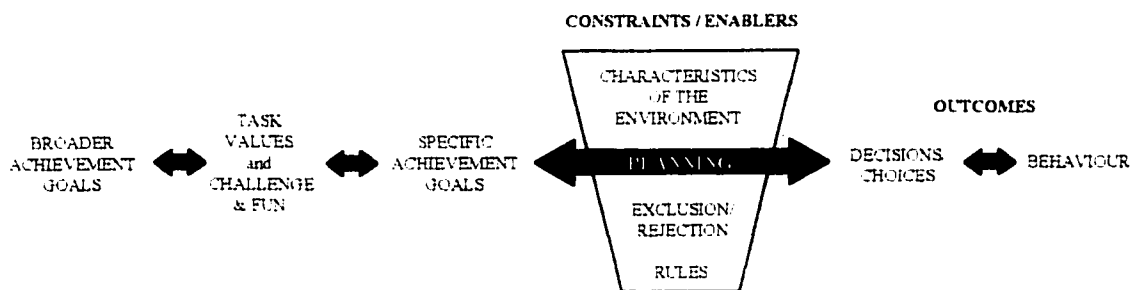 CONSTRAINTS / ENABLERS
CHARACTERISTICS
OF THE
ENVIRONMENT
OUTCOMES
BROADER
ACHIEVEMENT
GOALS
TASK
VALUES
and
CHALLENGE
& FUN
SPECIFIC
ACHIEVEMENT
GOALS
PLANNING
DECISIONS
CHOICES
BEHAVIOUR
EXCLUSION/
REJECTION
RULES